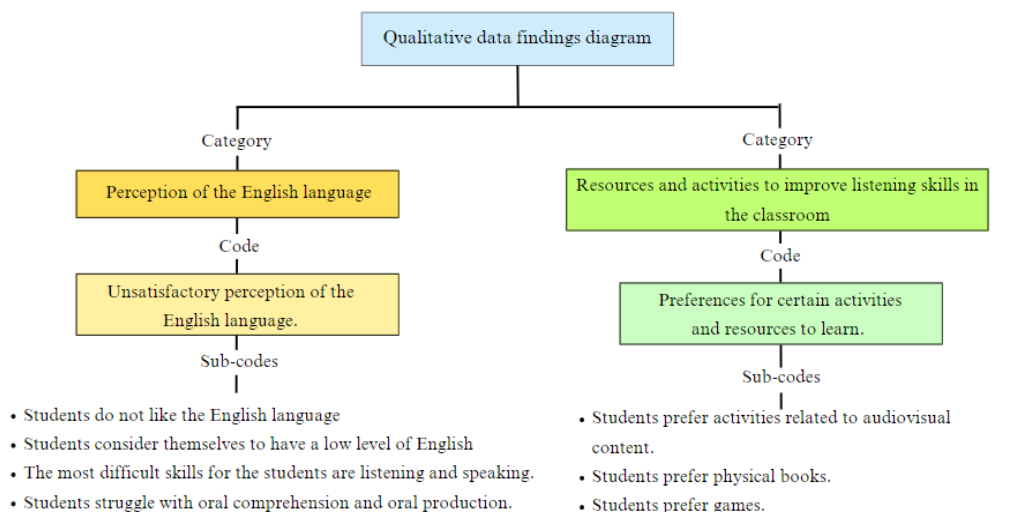 Qualitative data findings diagram
Category
Perception of the English language
Code
Unsatisfactory perception of the
English language.
Sub-codes
• Students do not like the English language
• Students consider themselves to have a low level of English
• The most difficult skills for the students are listening and speaking.
• Students struggle with oral comprehension and oral production.
Category
Resources and activities to improve listening skills in
the classroom
Code
Preferences for certain activities
and resources to learn.
Sub-codes
• Students prefer activities related to audiovisual
content.
• Students prefer physical books.
• Students prefer games.